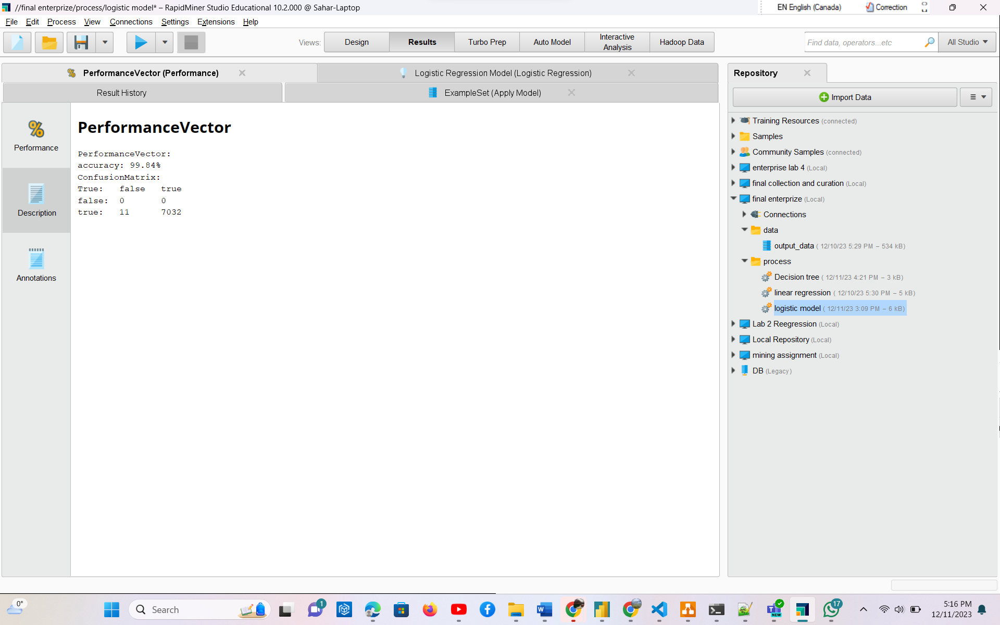 //final enterprize/process/logistic model* – RapidMiner Studio Educational 10.2.000 @ Sahar-Laptop
EN English (Canada) Correction
File Edit Process View Connections Settings Extensions Help
Views: Design Results Turbo Prep Auto Model Interactive Analysis Hadoop Data
Find data, operators...etc All Studio
PerformanceVector (Performance) Logistic Regression Model (Logistic Regression)
Result History ExampleSet (Apply Model)
Performance
Description
Annotations
PerformanceVector
PerformanceVector:
accuracy: 99.84%
ConfusionMatrix:
True: false true
false: 0 0
true: 11 7032
Repository
Import Data
Training Resources (connected)
Samples
Community Samples (connected)
enterprise lab 4 (Local)
final collection and curation (Local)
final enterprize (Local)
Connections
data
output_data ( 12/10/23 5:29 PM – 534 kB)
process
Decision tree ( 12/11/23 4:21 PM – 3 kB)
linear regression ( 12/10/23 5:30 PM – 5 kB)
logistic model ( 12/11/23 3:09 PM – 6 kB)
Lab 2 Reegression (Local)
Local Repository (Local)
mining assignment (Local)
DB (Legacy)
0°
Search
1
NEW
17
5:16 PM
12/11/2023